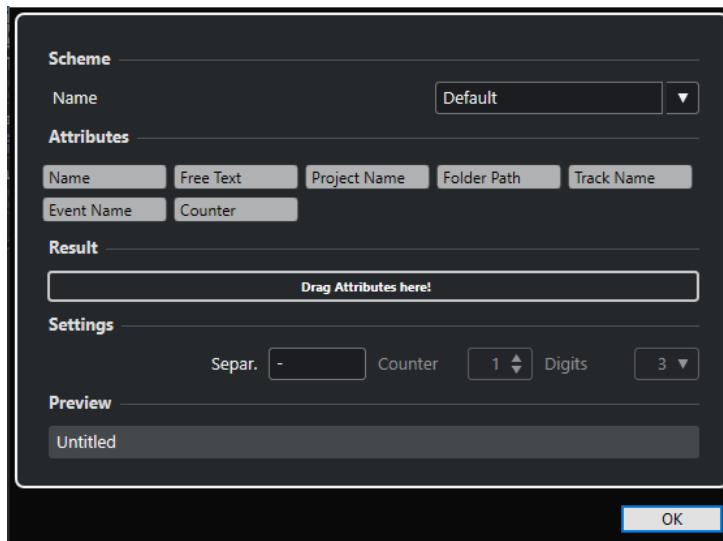 Scheme
Name Default
Attributes
Name Free Text Project Name Folder Path Track Name
Event Name Counter
Result
Drag Attributes here!
Settings
Separ. - Counter 1 Digits 3
Preview
Untitled
OK